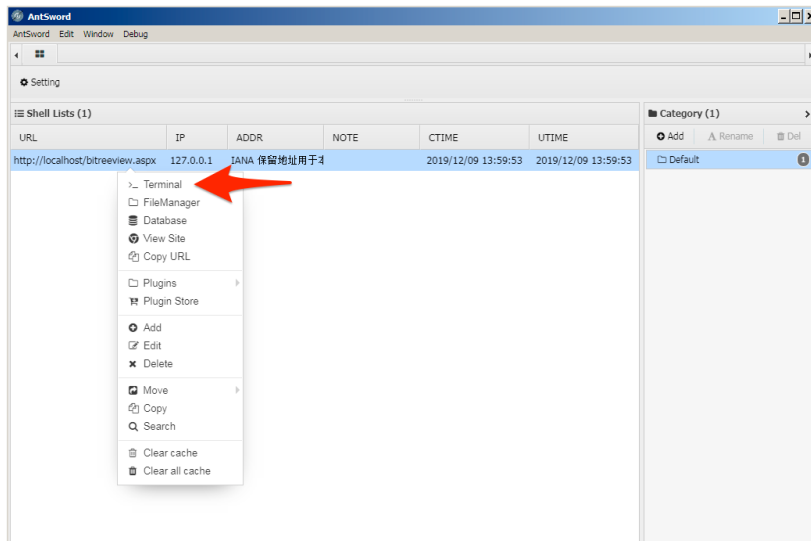 AntSword
AntSword Edit Window Debug
Setting
Shell Lists (1)
Category (1)
URL IP ADDR NOTE CTIME UTIME
Add Rename Del
http://localhost/bitreeview.aspx 127.0.0.1 IANA 保留地址用于 2019/12/09 13:59:53 2019/12/09 13:59:53
Default 1
Terminal
FileManager
Database
View Site
Copy URL
Plugins
Plugin Store
Add
Edit
Delete
Move
Copy
Search
Clear cache
Clear all cache